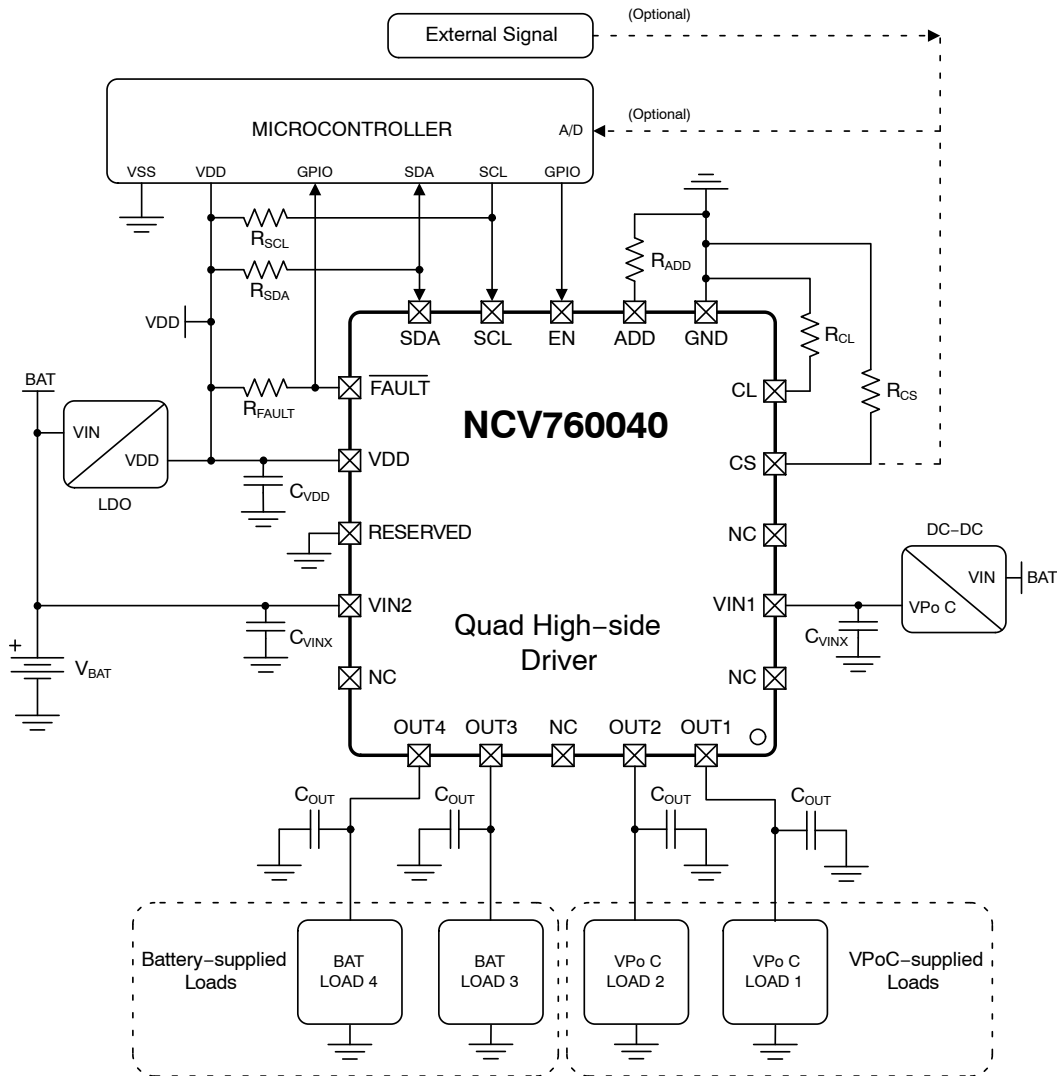 External Signal
(Optional)
MICROCONTROLLER
A/D
(Optional)
VSS
VDD
GPIO
SDA
SCL
GPIO
RSCL
RSDA
RADD
VDD
SDA
SCL
EN
ADD
GND
RCL
BAT
RFAULT
FAULT
CL
RCS
VIN
VDD
LDO
NCV760040
VDD
CS
CVDD
RESERVED
NC
DC−DC
VIN
BAT
VPo C
VIN2
VIN1
CVINX
CVINX
Quad High−side
Driver
+
VBAT
NC
NC
OUT4
OUT3
NC
OUT2
OUT1
COUT
COUT
COUT
COUT
Battery−supplied
Loads
BAT
LOAD 4
BAT
LOAD 3
VPo C
LOAD 2
VPo C
LOAD 1
VPoC−supplied
Loads